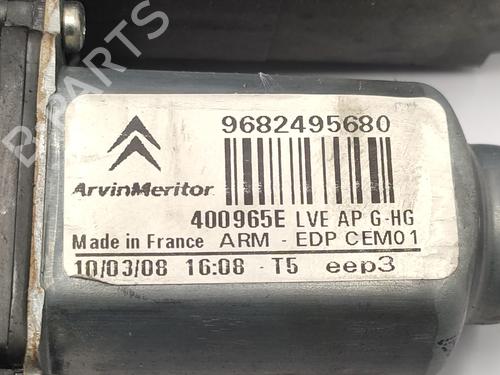 9682495680
ArvinMeritor
400965E LVE AP G-HG
Made in France ARM - EDP CEM01
10/03/08 16:08 - T5 eep3
B-PARTS